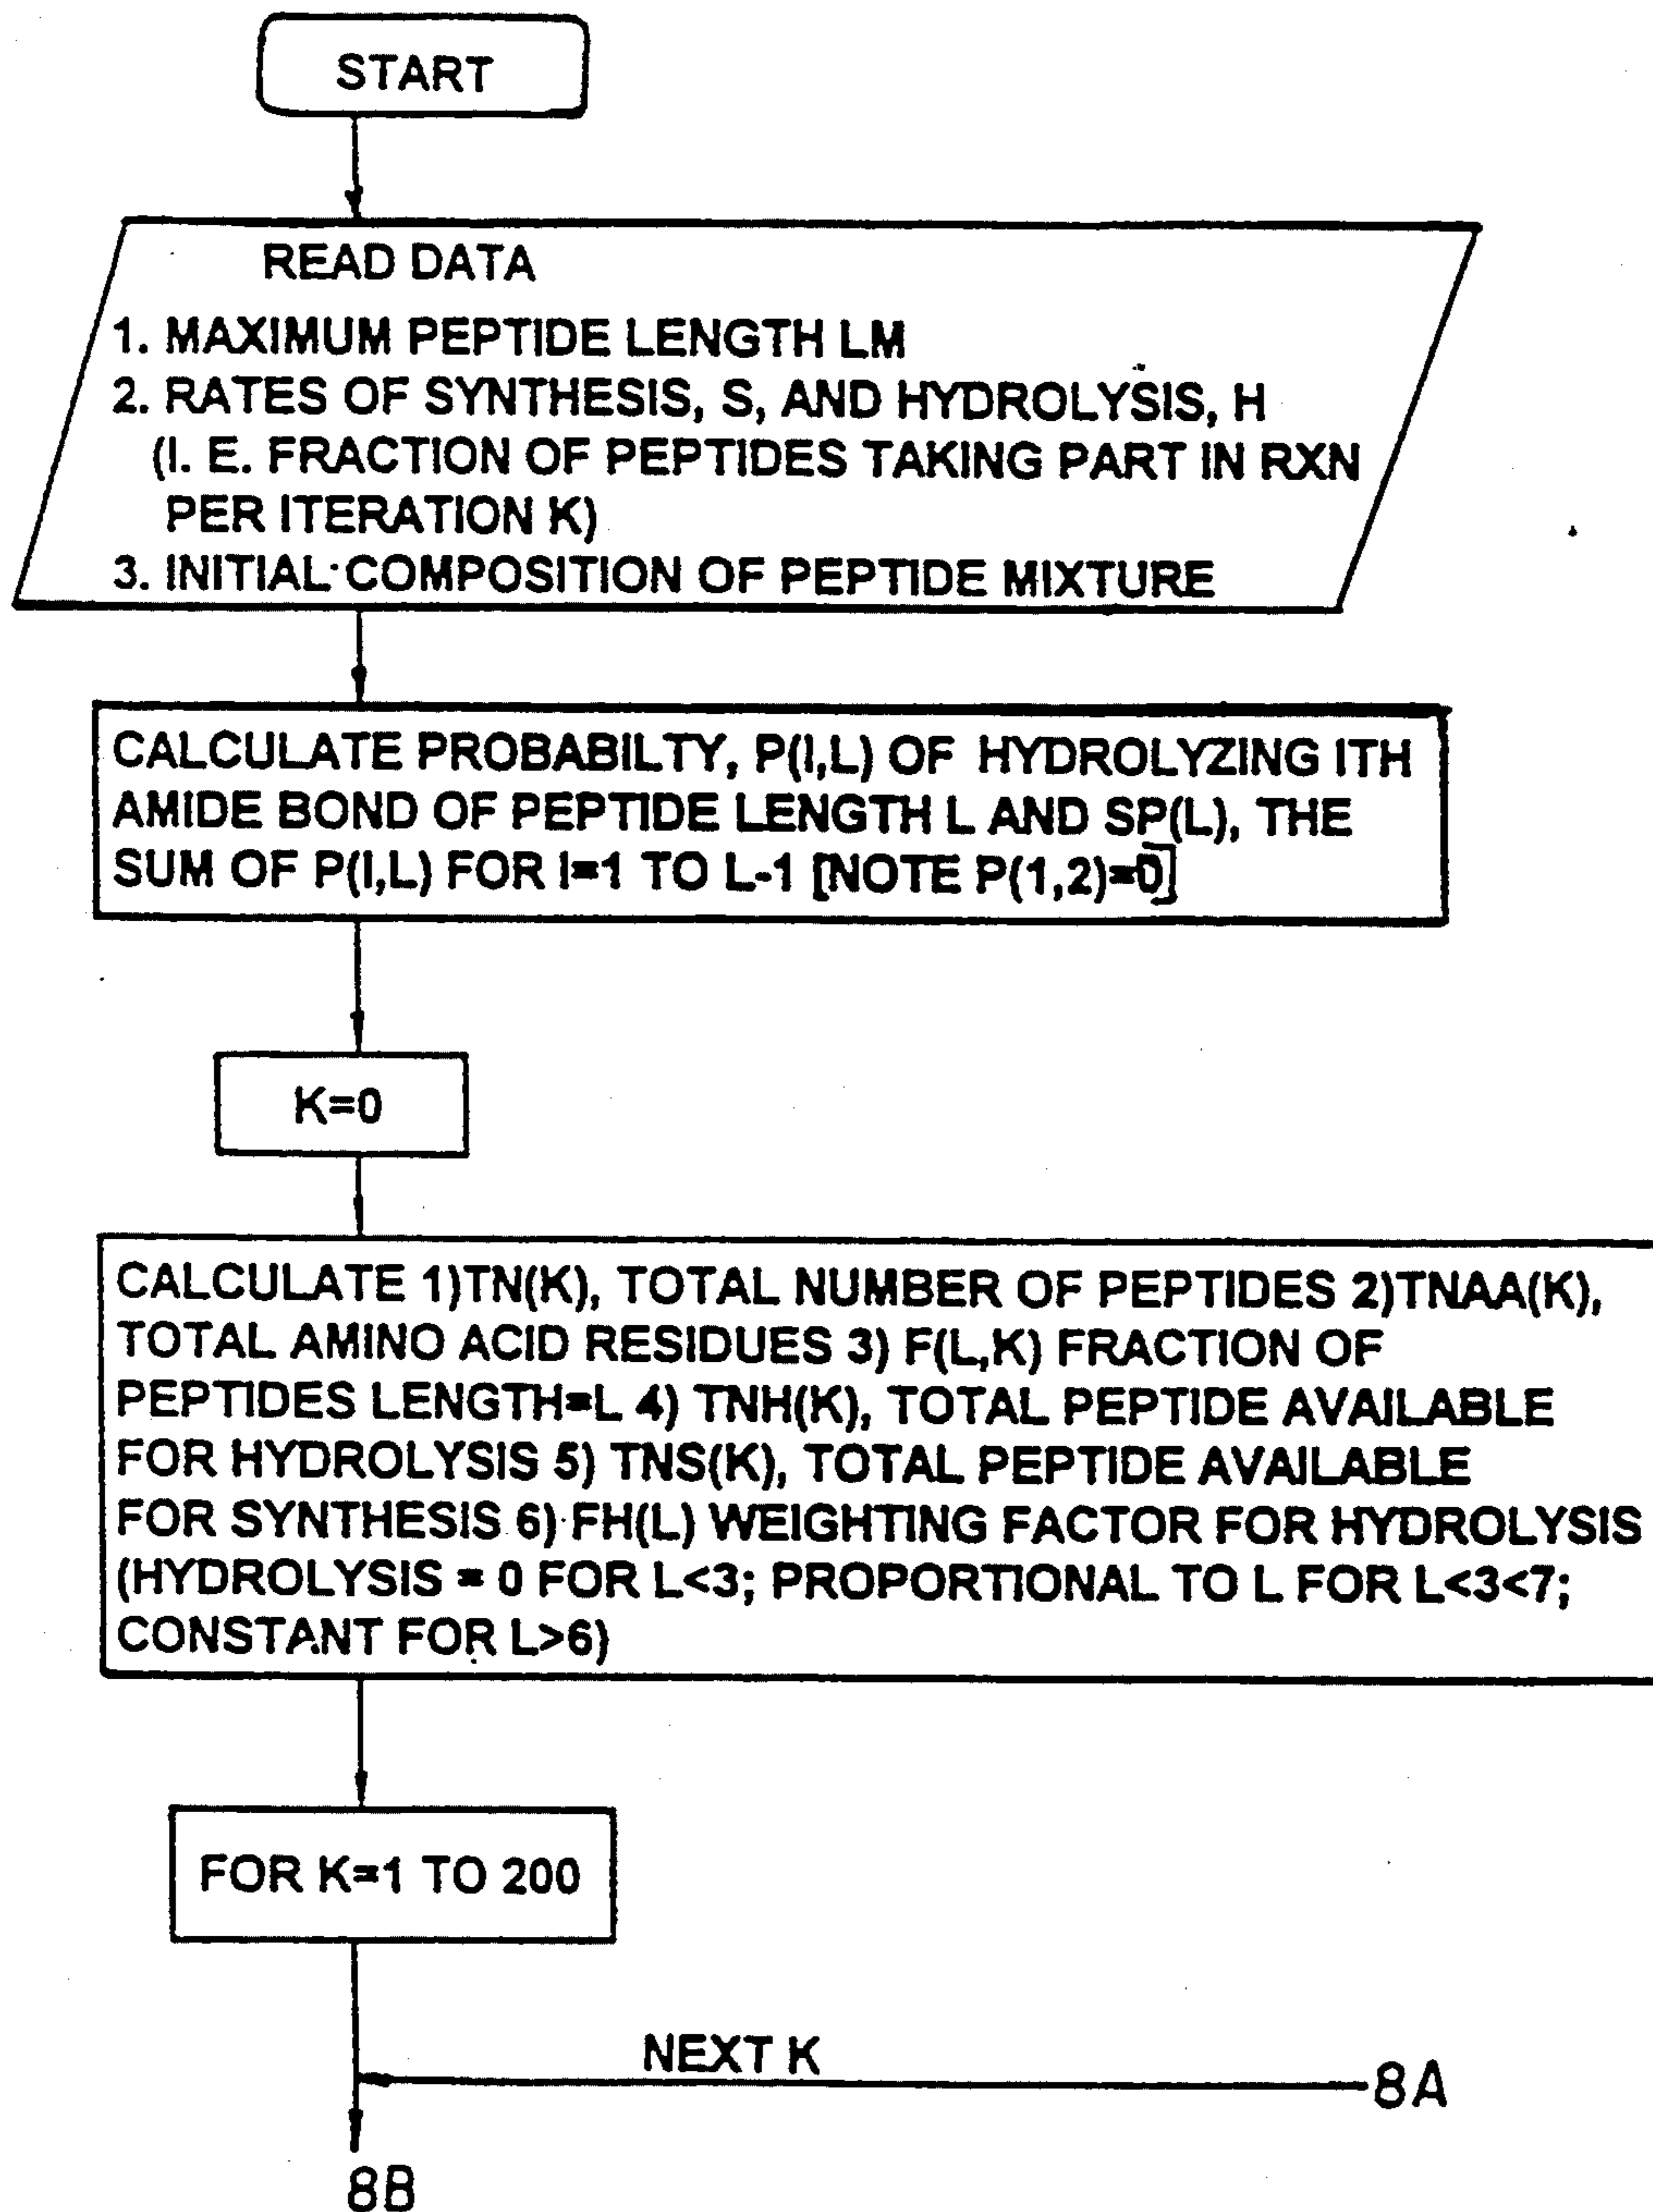 START
READ DATA
1. MAXIMUM PEPTIDE LENGTH LM
2. RATES OF SYNTHESIS, S, AND HYDROLYSIS, H
(I. E. FRACTION OF PEPTIDES TAKING PART IN RXN
PER ITERATION K)
3. INITIAL COMPOSITION OF PEPTIDE MIXTURE
CALCULATE PROBABILTY, P(I,L) OF HYDROLYZING ITH
AMIDE BOND OF PEPTIDE LENGTH L AND SP(L), THE
SUM OF P(I,L) FOR I=1 TO L-1 [NOTE P(1,2)=0]
K=0
CALCULATE 1)TN(K), TOTAL NUMBER OF PEPTIDES 2)TNAA(K),
TOTAL AMINO ACID RESIDUES 3) F(L,K) FRACTION OF
PEPTIDES LENGTH=L 4) TNH(K), TOTAL PEPTIDE AVAILABLE
FOR HYDROLYSIS 5) TNS(K), TOTAL PEPTIDE AVAILABLE
FOR SYNTHESIS 6) FH(L) WEIGHTING FACTOR FOR HYDROLYSIS
(HYDROLYSIS = 0 FOR L<3; PROPORTIONAL TO L FOR L<3<7;
CONSTANT FOR L>6)
FOR K=1 TO 200
NEXT K
8A
8B